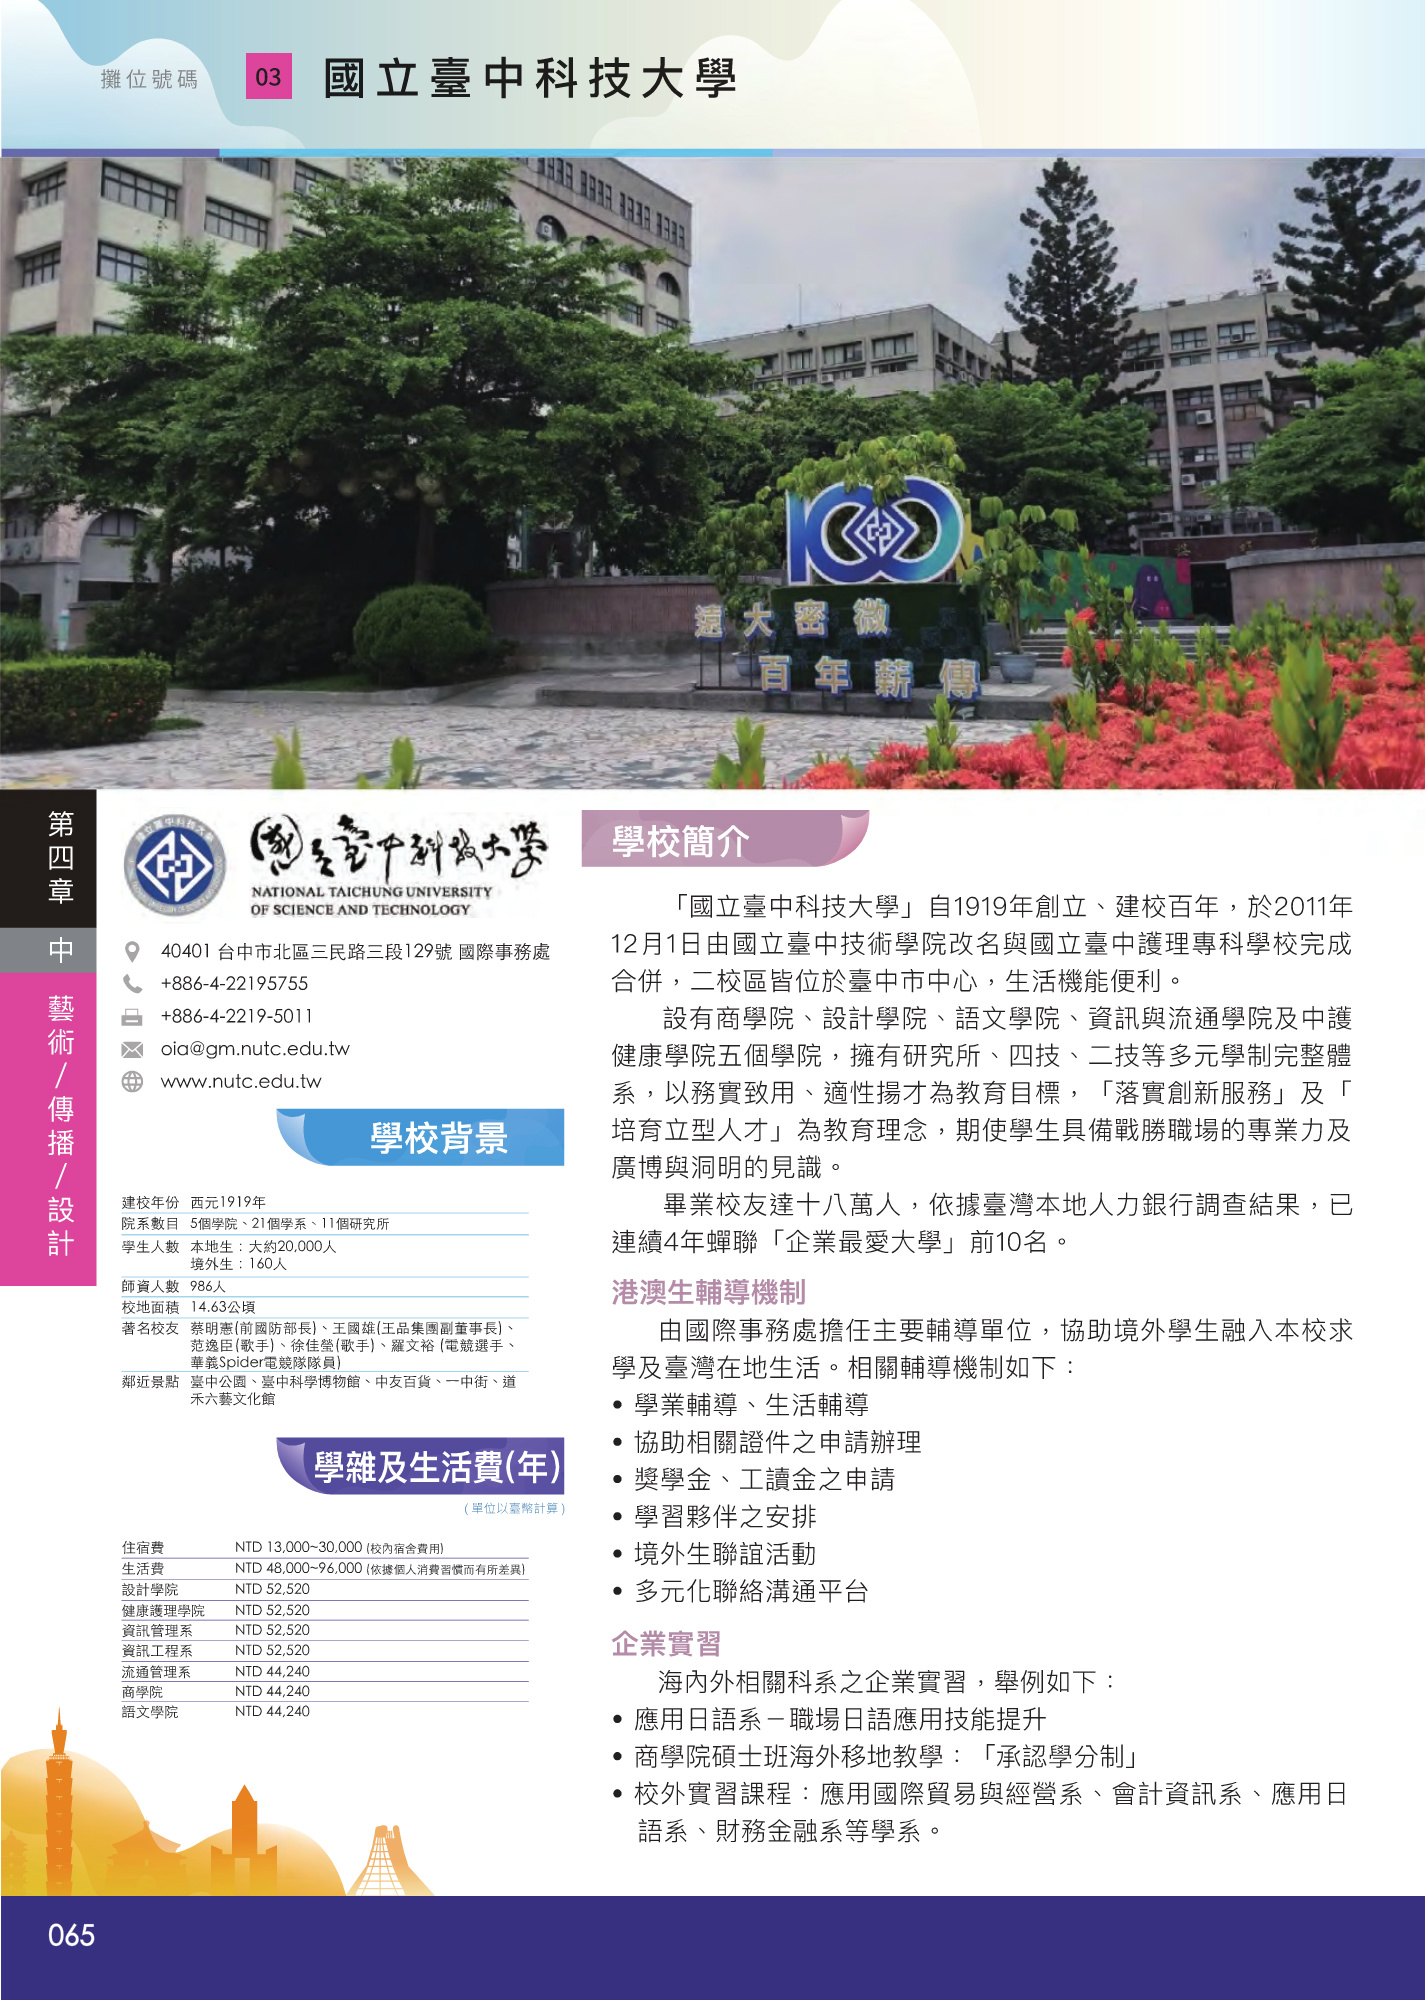 攤位號碼 03 國立臺中科技大學
遠大密微
百年薪傳
第四章
中
藝術/傳播/設計
國立臺中科技大學
NATIONAL TAICHUNG UNIVERSITY
OF SCIENCE AND TECHNOLOGY
40401 台中市北區三民路三段129號 國際事務處
+886-4-22195755
+886-4-2219-5011
oia@gm.nutc.edu.tw
www.nutc.edu.tw
學校背景
建校年份 西元1919年
院系數目 5個學院、21個學系、11個研究所
學生人數 本地生：大約20,000人
境外生：160人
師資人數 986人
校地面積 14.63公頃
著名校友 蔡明憲(前國防部長)、王國雄(王品集團副董事長)、
范逸臣(歌手)、徐佳瑩(歌手)、羅文裕 (電競選手、
華義Spider電競隊隊員)
鄰近景點 臺中公園、臺中科學博物館、中友百貨、一中街、道
禾六藝文化館
學雜及生活費(年)
(單位以臺幣計算)
住宿費 NTD 13,000~30,000 (校內宿舍費用)
生活費 NTD 48,000~96,000 (依據個人消費習慣而有所差異)
設計學院 NTD 52,520
健康護理學院 NTD 52,520
資訊管理系 NTD 52,520
資訊工程系 NTD 52,520
流通管理系 NTD 44,240
商學院 NTD 44,240
語文學院 NTD 44,240
學校簡介
「國立臺中科技大學」自1919年創立、建校百年，於2011年
12月1日由國立臺中技術學院改名與國立臺中護理專科學校完成
合併，二校區皆位於臺中市中心，生活機能便利。
設有商學院、設計學院、語文學院、資訊與流通學院及中護
健康學院五個學院，擁有研究所、四技、二技等多元學制完整體
系，以務實致用、適性揚才為教育目標，「落實創新服務」及「
培育立型人才」為教育理念，期使學生具備戰勝職場的專業力及
廣博與洞明的見識。
畢業校友達十八萬人，依據臺灣本地人力銀行調查結果，已
連續4年蟬聯「企業最愛大學」前10名。
港澳生輔導機制
由國際事務處擔任主要輔導單位，協助境外學生融入本校求
學及臺灣在地生活。相關輔導機制如下：
• 學業輔導、生活輔導
• 協助相關證件之申請辦理
• 獎學金、工讀金之申請
• 學習夥伴之安排
• 境外生聯誼活動
• 多元化聯絡溝通平台
企業實習
海內外相關科系之企業實習，舉例如下：
• 應用日語系－職場日語應用技能提升
• 商學院碩士班海外移地教學：「承認學分制」
• 校外實習課程：應用國際貿易與經營系、會計資訊系、應用日
語系、財務金融系等學系。
065